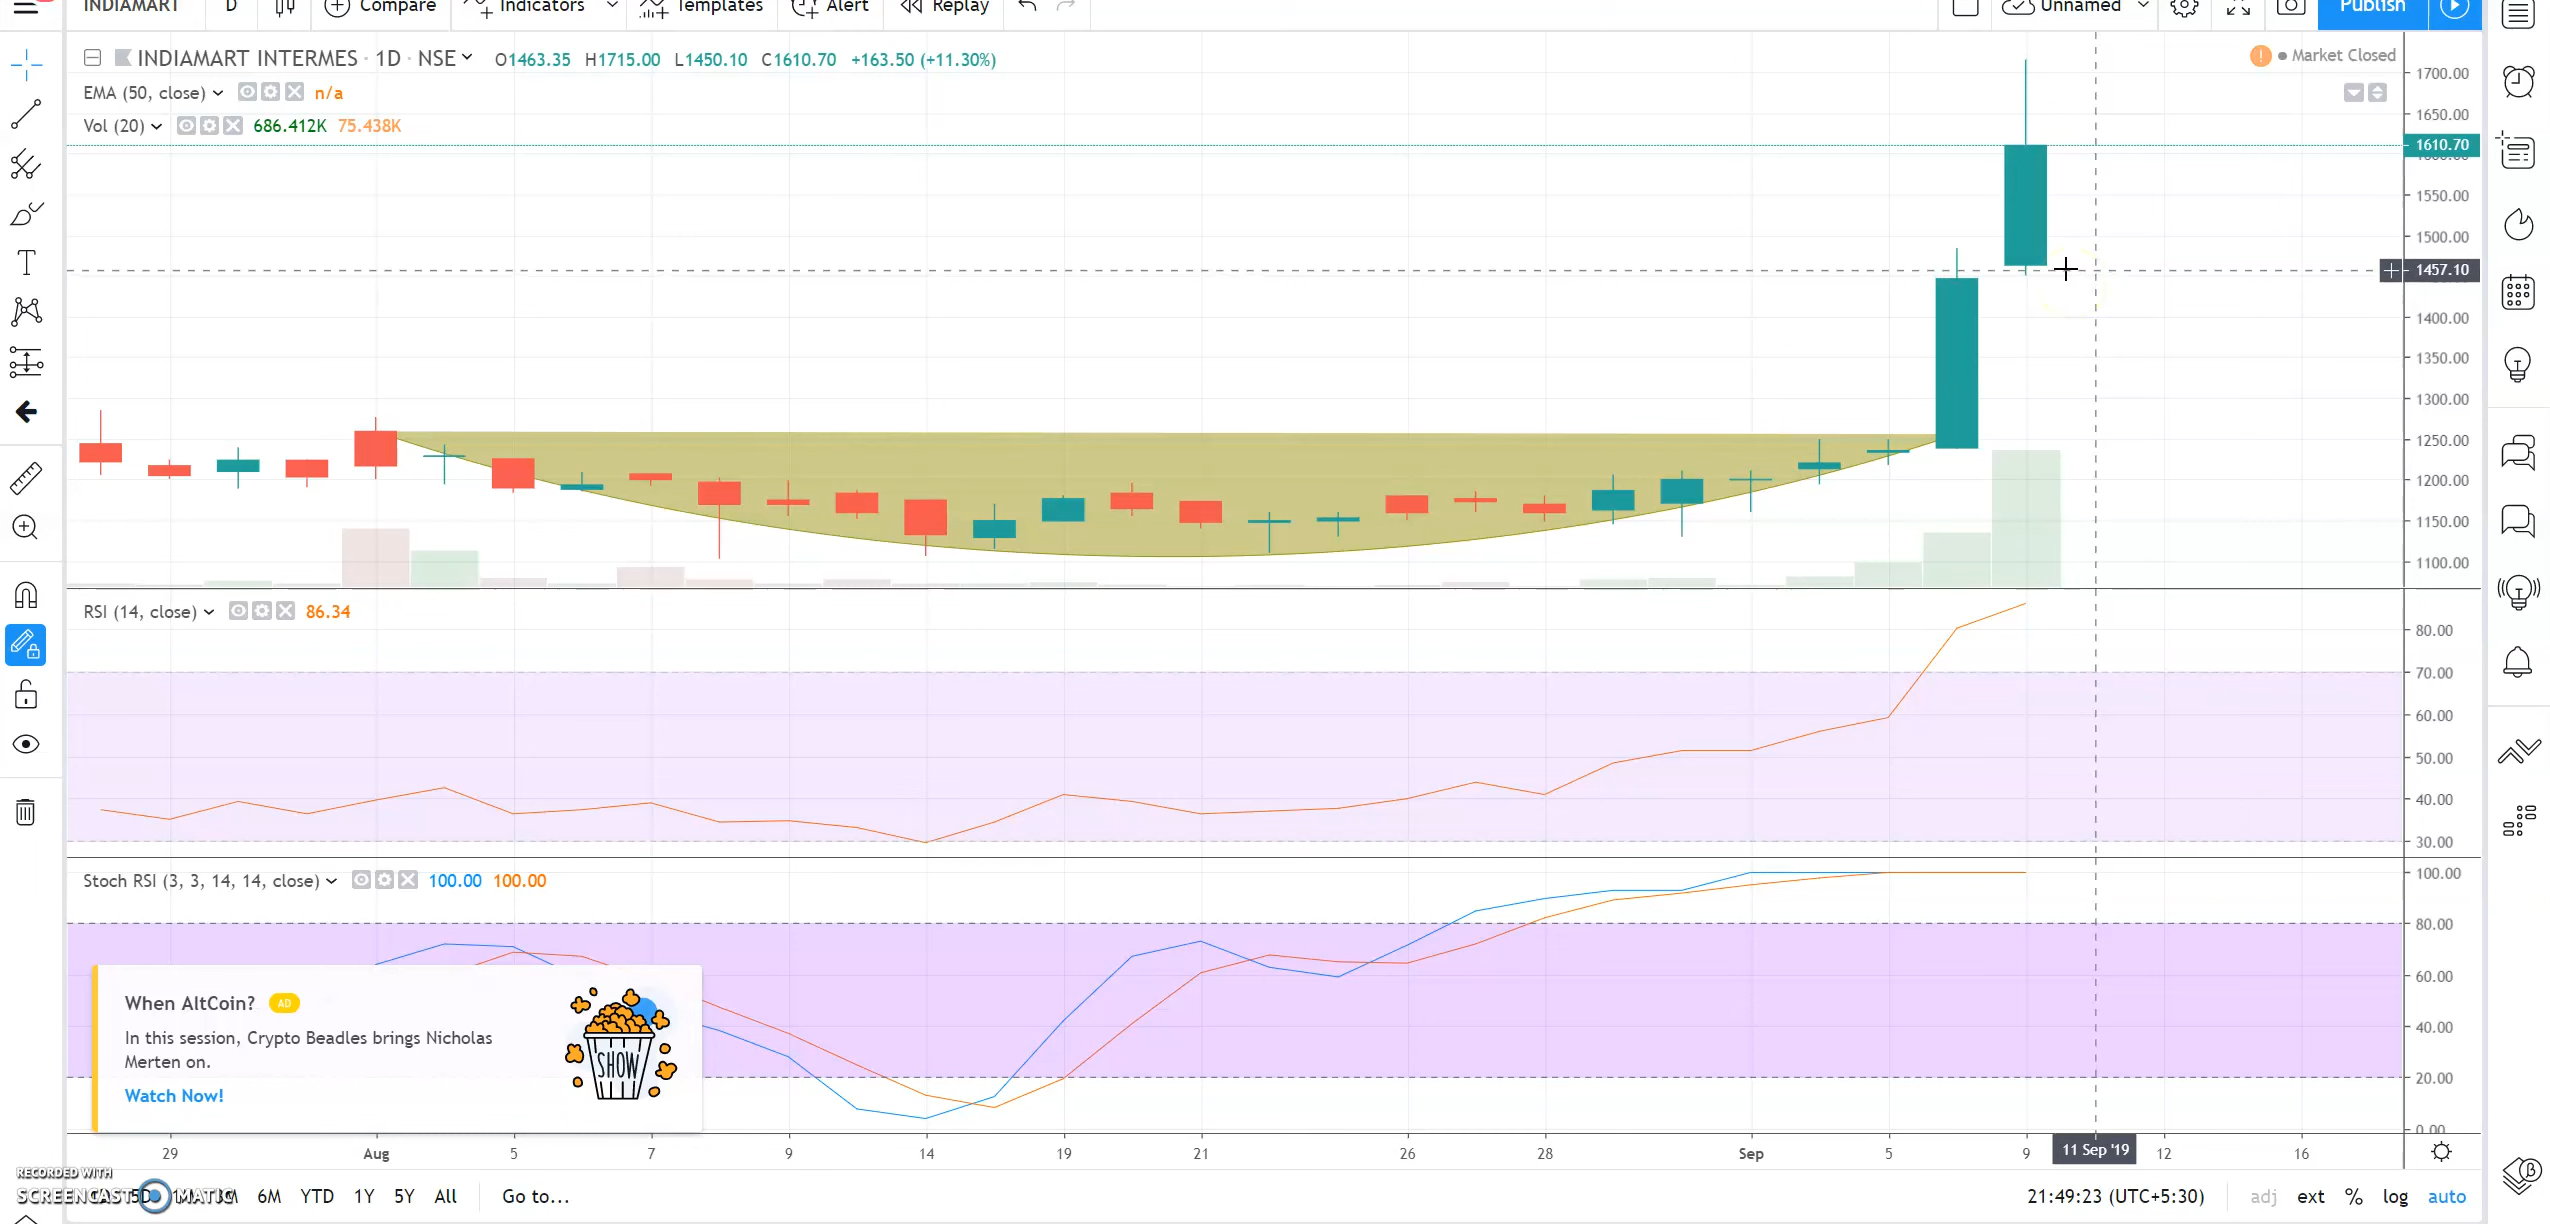 INDIAMART D Compare Indicators Templates Alert Replay Unnamed Publish
INDIAMART INTERMES · 1D · NSE O1463.35 H1715.00 L1450.10 C1610.70 +163.50 (+11.30%)
! Market Closed
EMA (50, close) n/a
Vol (20) 686.412K 75.438K
1700.00
1650.00
1610.70
1550.00
1500.00
1457.10
1400.00
1350.00
1300.00
1250.00
1200.00
1150.00
1100.00
RSI (14, close) 86.34
80.00
70.00
60.00
50.00
40.00
30.00
Stoch RSI (3, 3, 14, 14, close) 100.00 100.00
100.00
80.00
60.00
40.00
20.00
0.00
When AltCoin? AD
In this session, Crypto Beadles brings Nicholas
Merten on.
Watch Now!
SHOW
29 Aug 5 7 9 14 19 21 26 28 Sep 5 9 11 Sep '19 12 16
RECORDED WITH
SCREENCAST MATIC
5D 1M 3M 6M YTD 1Y 5Y All Go to... 21:49:23 (UTC+5:30) adj ext % log auto